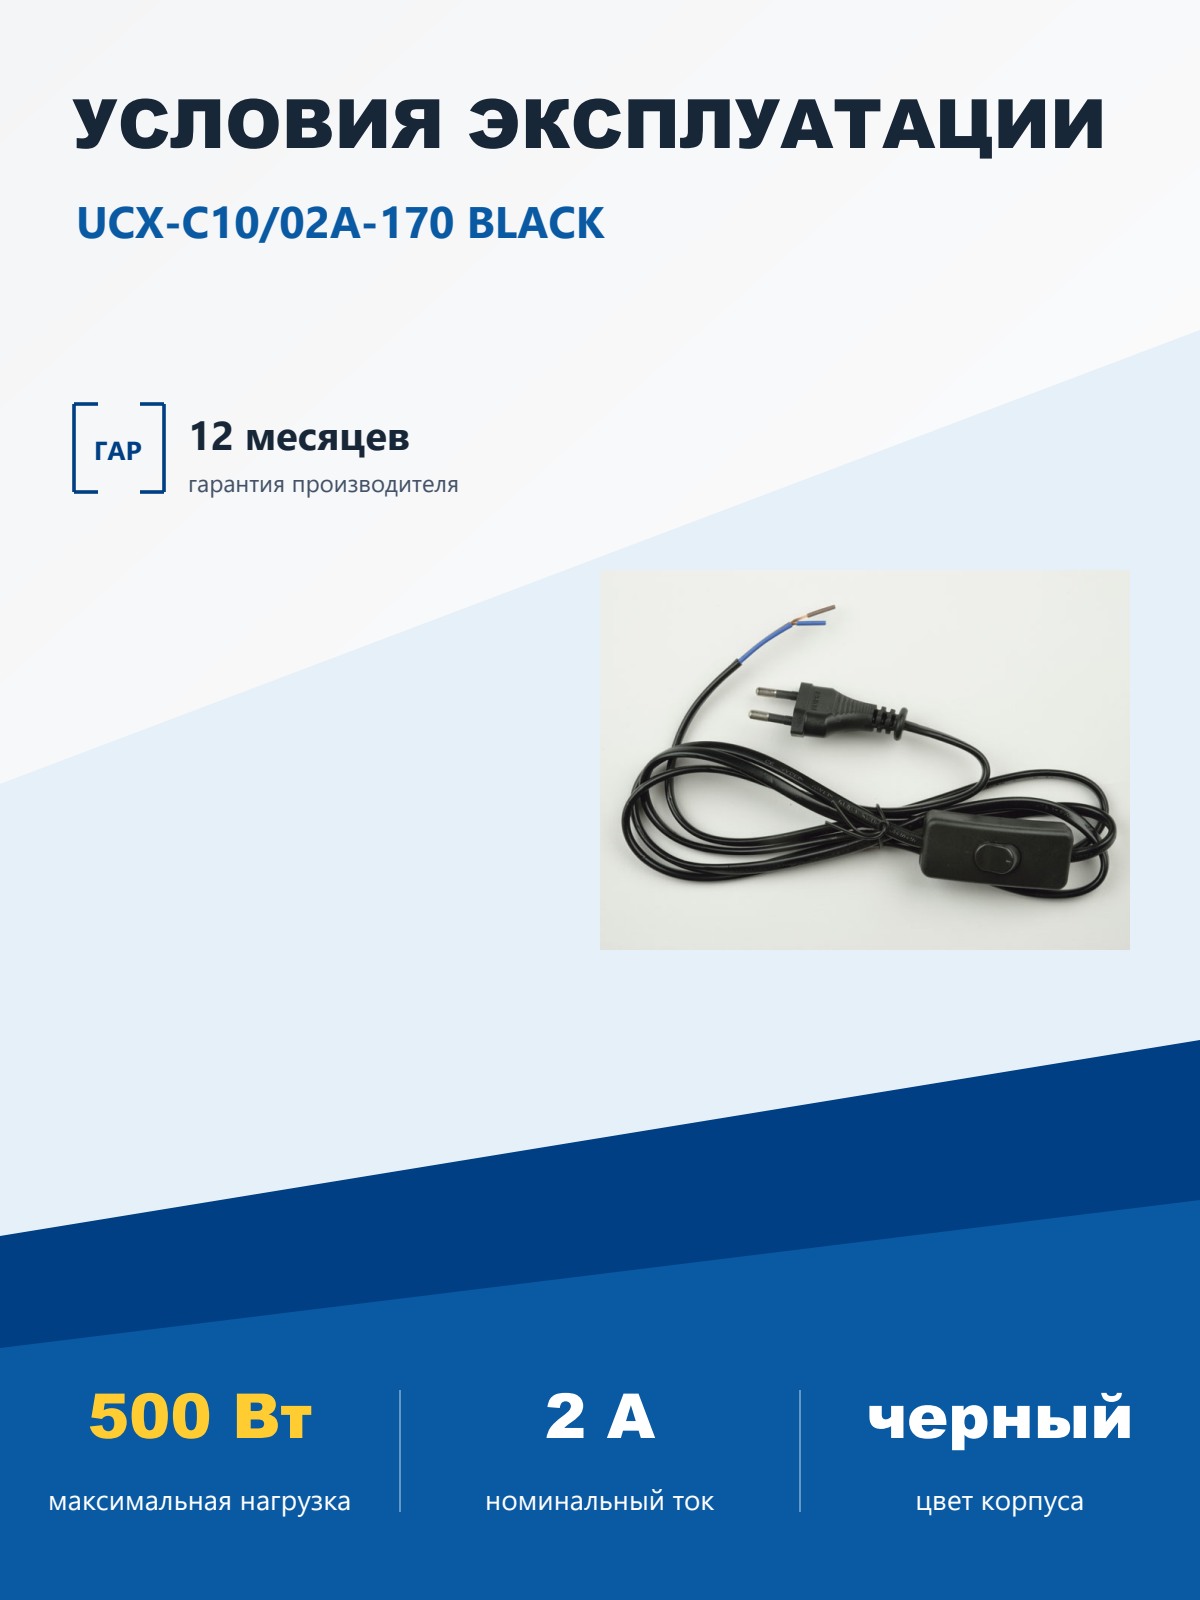 УСЛОВИЯ ЭКСПЛУАТАЦИИ
UCX-C10/02A-170 BLACK
ГАР
12 месяцев
гарантия производителя
500 Вт
максимальная нагрузка
2 А
номинальный ток
черный
цвет корпуса